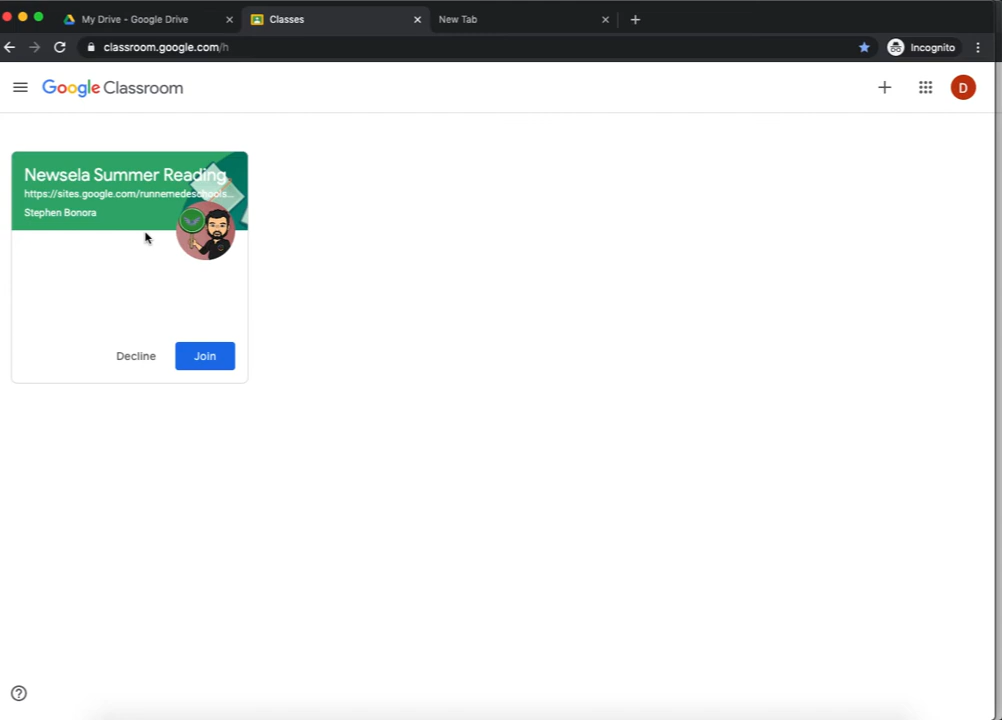 My Drive - Google Drive
Classes
New Tab
classroom.google.com/h
Incognito
Google Classroom
D
Newsela Summer Reading
https://sites.google.com/runnemedeschools...
Stephen Bonora
Decline
Join